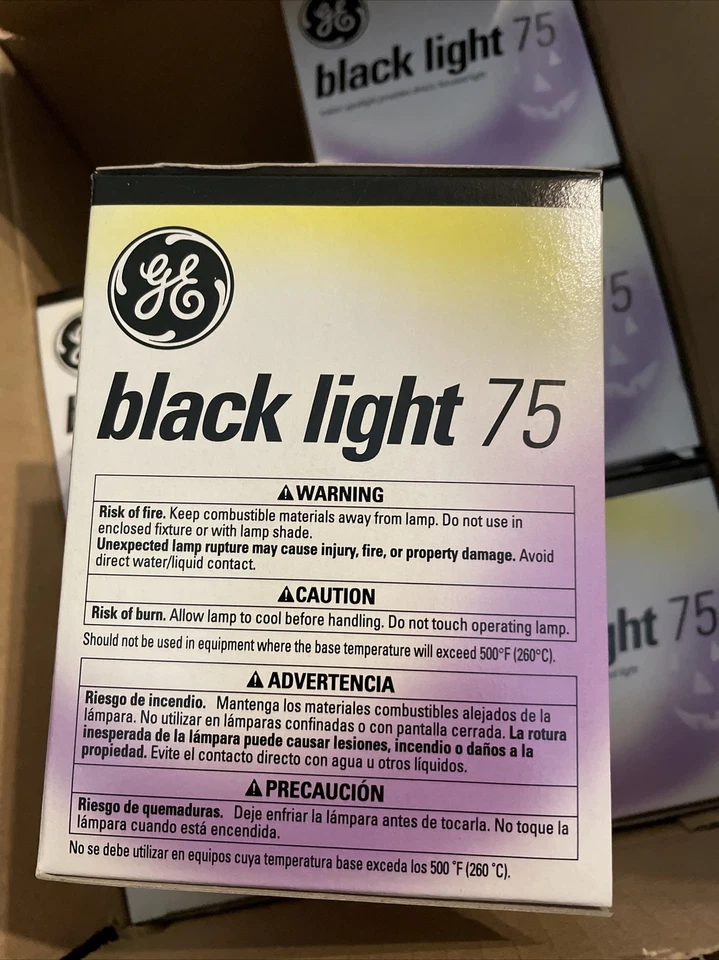 GE
black light 75
GE
black light 75
75
ght 75
WARNING
Risk of fire. Keep combustible materials away from lamp. Do not use in
enclosed fixture or with lamp shade.
Unexpected lamp rupture may cause injury, fire, or property damage. Avoid
direct water/liquid contact.
CAUTION
Risk of burn. Allow lamp to cool before handling. Do not touch operating lamp.
Should not be used in equipment where the base temperature will exceed 500°F (260°C).
ADVERTENCIA
Riesgo de incendio. Mantenga los materiales combustibles alejados de la
lámpara. No utilizar en lámparas confinadas o con pantalla cerrada. La rotura
inesperada de la lámpara puede causar lesiones, incendio o daños a la
propiedad. Evite el contacto directo con agua u otros líquidos.
PRECAUCIÓN
Riesgo de quemaduras. Deje enfriar la lámpara antes de tocarla. No toque la
lámpara cuando está encendida.
No se debe utilizar en equipos cuya temperatura base exceda los 500 °F (260 °C).